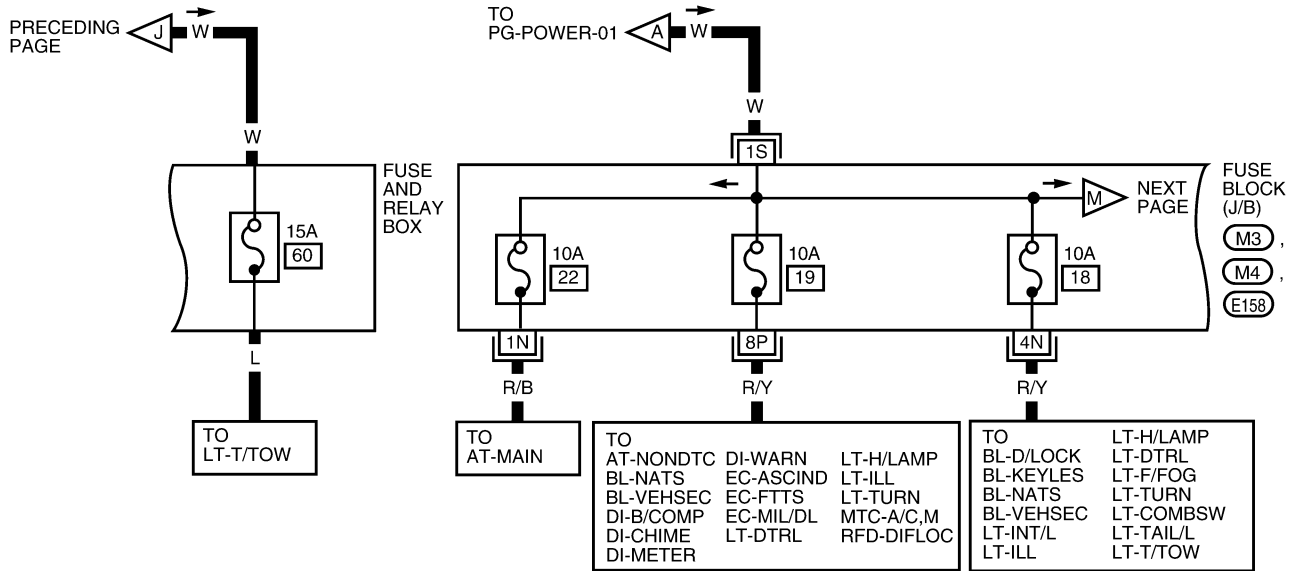 PRECEDING
PAGE
J
W
W
15A
60
FUSE
AND
RELAY
BOX
L
TO
LT-T/TOW
TO
PG-POWER-01
A
W
W
1S
M
NEXT
PAGE
FUSE
BLOCK
(J/B)
M3 ,
M4 ,
E158
10A
22
10A
19
10A
18
1N
8P
4N
R/B
R/Y
R/Y
TO
AT-MAIN
TO
AT-NONDTC DI-WARN LT-H/LAMP
BL-NATS EC-ASCIND LT-ILL
BL-VEHSEC EC-FTTS LT-TURN
DI-B/COMP EC-MIL/DL MTC-A/C,M
DI-CHIME LT-DTRL RFD-DIFLOC
DI-METER
TO LT-H/LAMP
BL-D/LOCK LT-DTRL
BL-KEYLES LT-F/FOG
BL-NATS LT-TURN
BL-VEHSEC LT-COMBSW
LT-INT/L LT-TAIL/L
LT-ILL LT-T/TOW